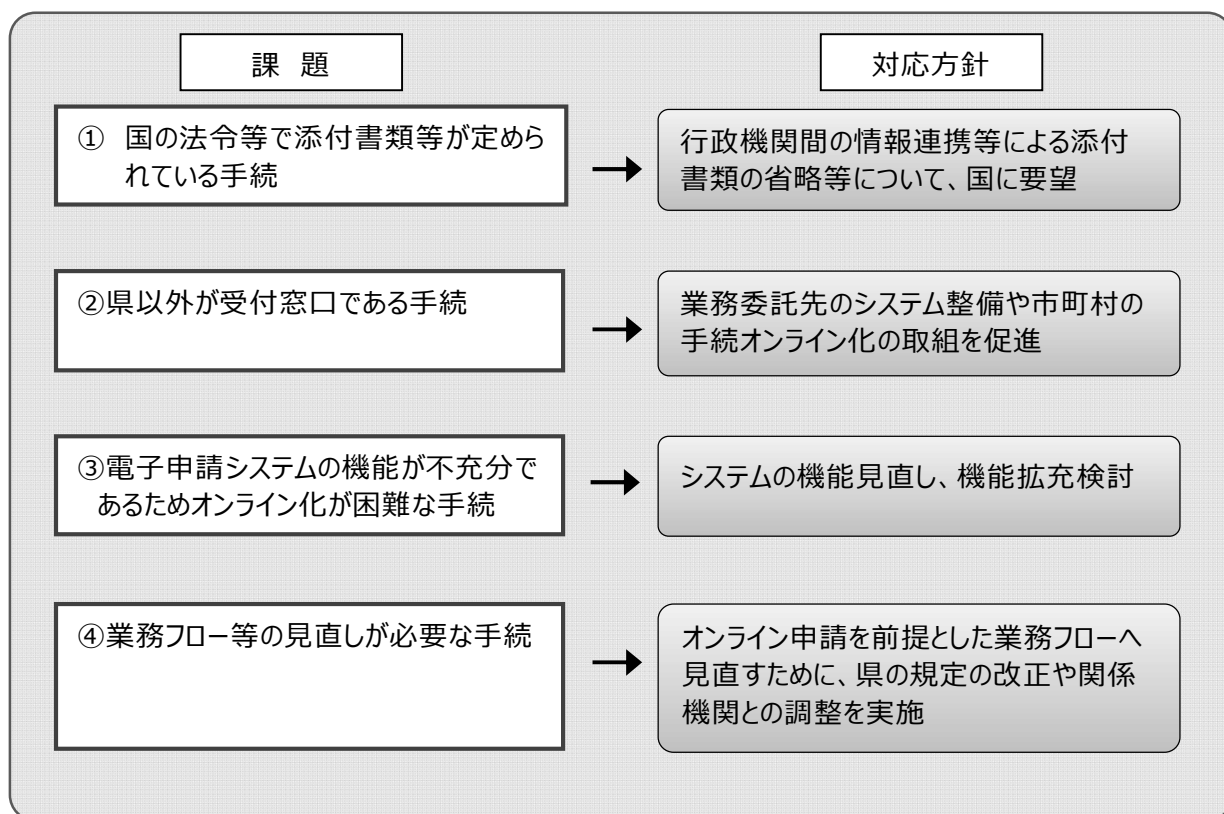 課 題
対応方針
① 国の法令等で添付書類等が定めら
れている手続
行政機関間の情報連携等による添付
書類の省略等について、国に要望
②県以外が受付窓口である手続
業務委託先のシステム整備や市町村の
手続オンライン化の取組を促進
③電子申請システムの機能が不充分で
あるためオンライン化が困難な手続
システムの機能見直し、機能拡充検討
④業務フロー等の見直しが必要な手続
オンライン申請を前提とした業務フローへ
見直すために、県の規定の改正や関係
機関との調整を実施